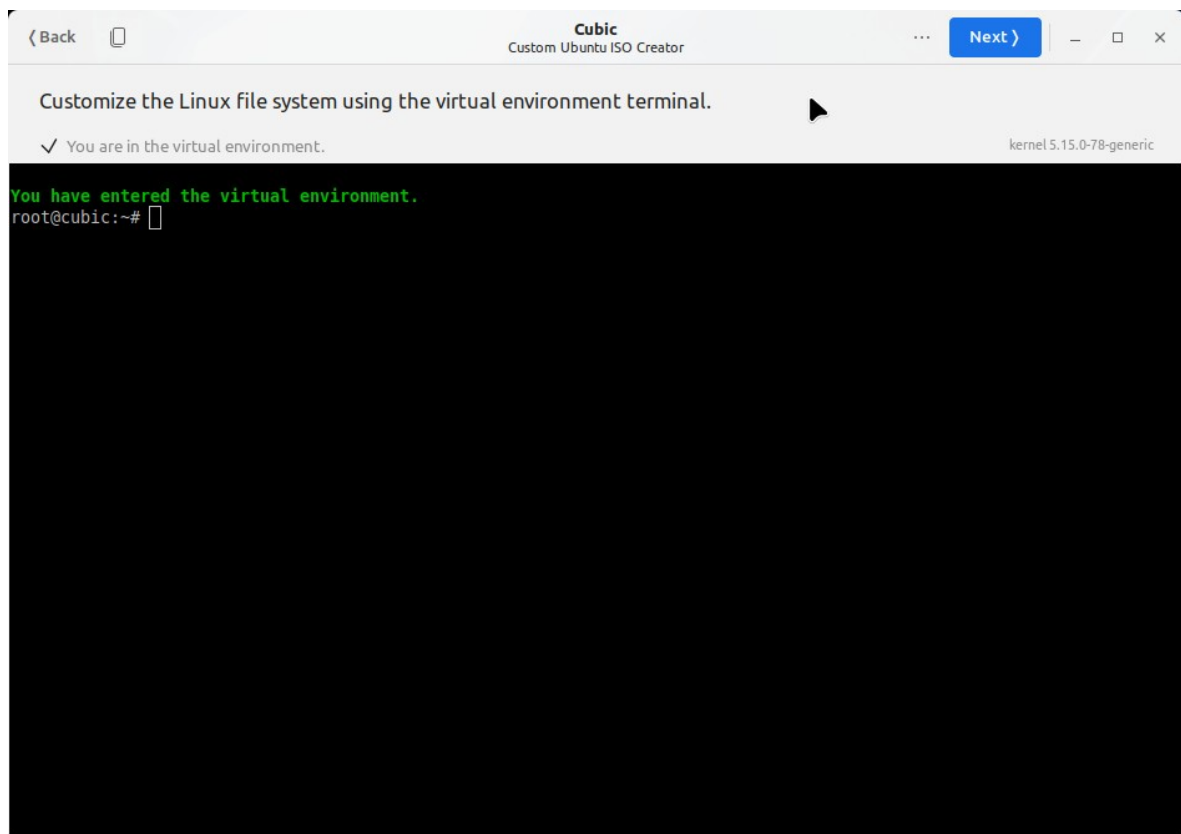 ⟨ Back
Cubic
Custom Ubuntu ISO Creator
...
Next ⟩
Customize the Linux file system using the virtual environment terminal.
✓ You are in the virtual environment.
kernel 5.15.0-78-generic
You have entered the virtual environment.
root@cubic:~#